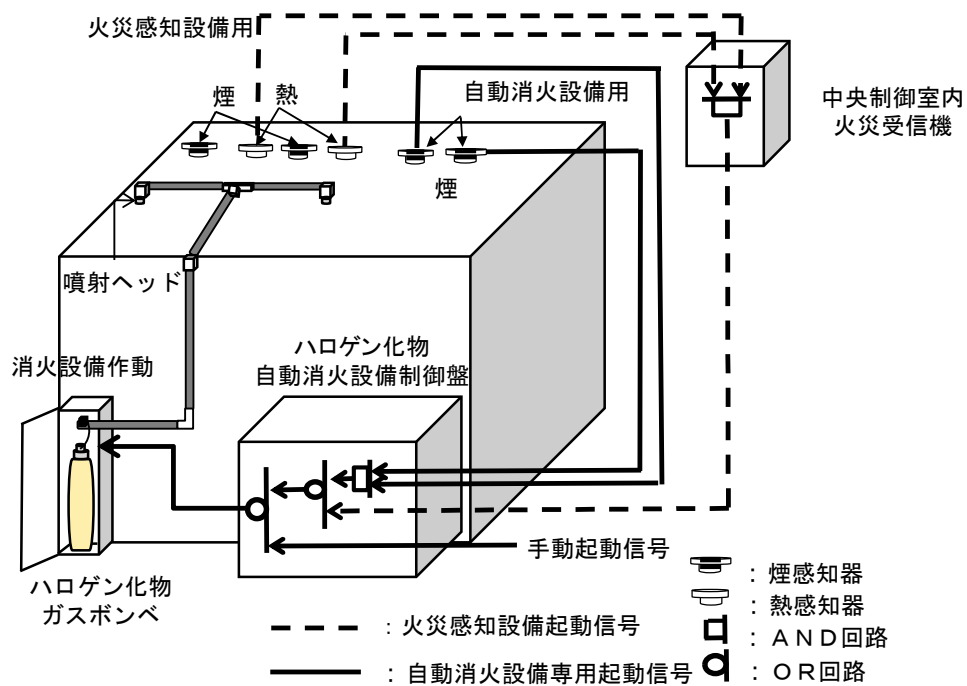 火災感知設備用
煙
熱
自動消火設備用
中央制御室内
火災受信機
煙
噴射ヘッド
ハロゲン化物
自動消火設備制御盤
消火設備作動
手動起動信号
ハロゲン化物
ガスボンベ
：煙感知器
：熱感知器
：火災感知設備起動信号
：ＡＮＤ回路
：自動消火設備専用起動信号
：ＯＲ回路